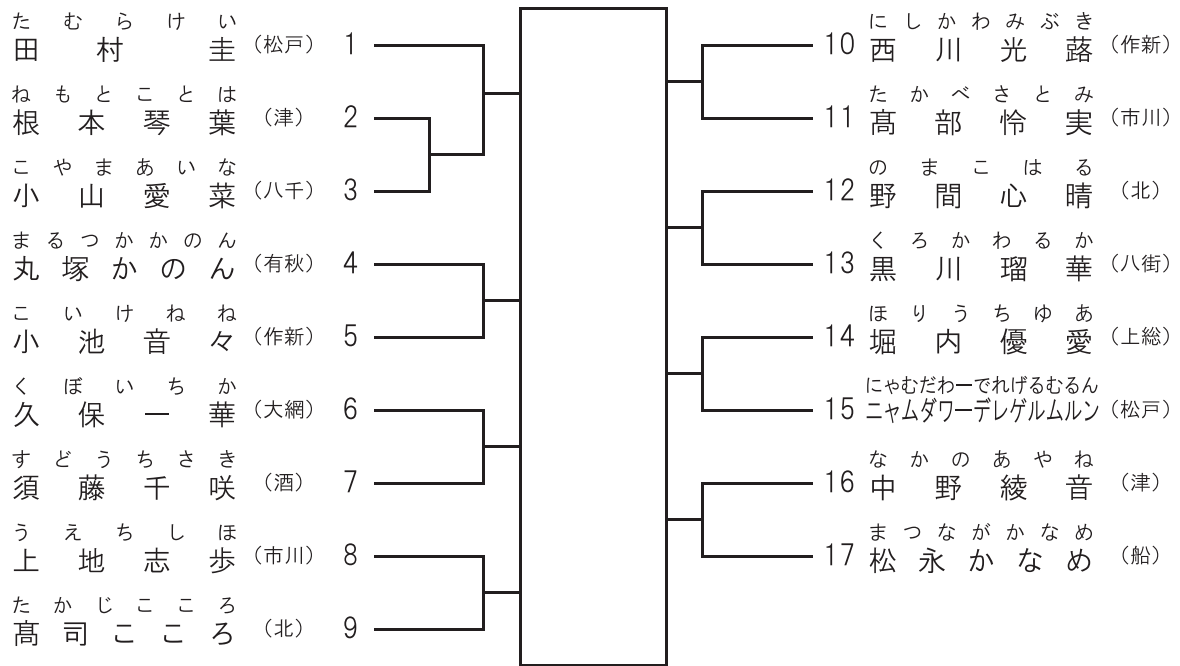 たむらけい
田村圭（松戸）1
ねもとことは
根本琴葉（津）2
こやまあいな
小山愛菜（八千）3
まるつかかのん
丸塚かのん（有秋）4
こいけねね
小池音々（作新）5
くぼいちか
久保一華（大網）6
すどうちさき
須藤千咲（酒）7
うえちしほ
上地志歩（市川）8
たかじこころ
髙司こころ（北）9
にしかわみぶき
10 西川光蕗（作新）
たかべさとみ
11 髙部怜実（市川）
のまこはる
12 野間心晴（北）
くろかわるか
13 黒川瑠華（八街）
ほりうちゆあ
14 堀内優愛（上総）
にゃむだわーでれげるむるん
15 ニャムダワーデレゲルムルン（松戸）
なかのあやね
16 中野綾音（津）
まつながかなめ
17 松永かなめ（船）